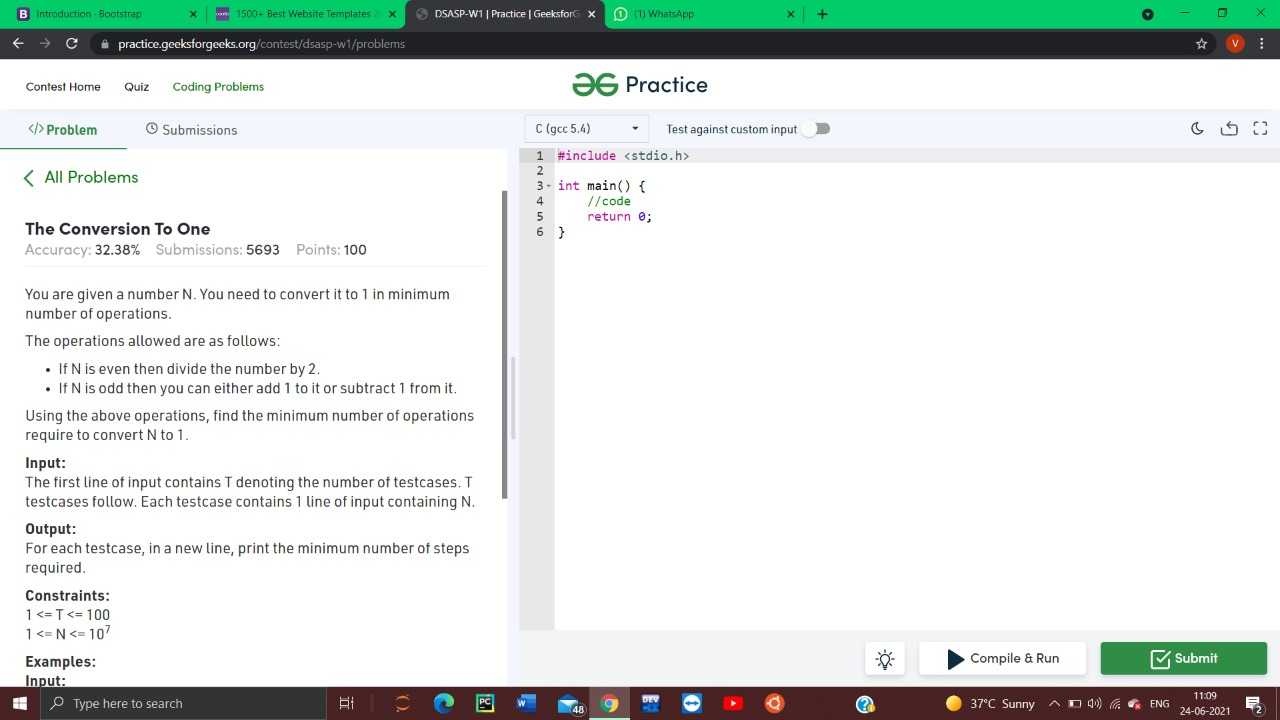 Introduction · Bootstrap
1500+ Best Website Templates 2
DSASP-W1 | Practice | GeeksforG
(1) WhatsApp
practice.geeksforgeeks.org/contest/dsasp-w1/problems
V
Contest Home
Quiz
Coding Problems
Practice
</> Problem
Submissions
C (gcc 5.4)
Test against custom input
All Problems
The Conversion To One
Accuracy: 32.38% Submissions: 5693 Points: 100
You are given a number N. You need to convert it to 1 in minimum
number of operations.
The operations allowed are as follows:
• If N is even then divide the number by 2.
• If N is odd then you can either add 1 to it or subtract 1 from it.
Using the above operations, find the minimum number of operations
require to convert N to 1.
Input:
The first line of input contains T denoting the number of testcases. T
testcases follow. Each testcase contains 1 line of input containing N.
Output:
For each testcase, in a new line, print the minimum number of steps
required.
Constraints:
1 <= T <= 100
1 <= N <= 10⁷
Examples:
Input:
1 #include <stdio.h>
2
3 int main() {
4 //code
5 return 0;
6 }
Compile & Run
Submit
Type here to search
48
37°C Sunny
ENG
11:09
24-06-2021
2